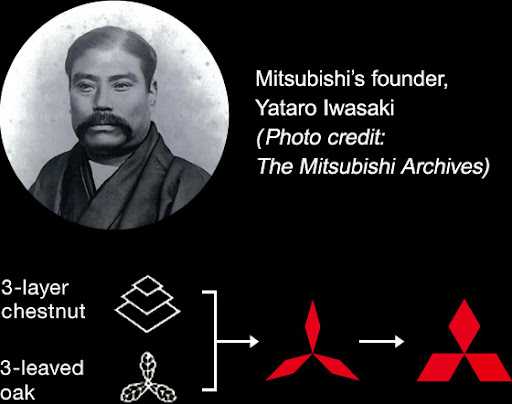 Mitsubishi's founder,
Yataro Iwasaki
(Photo credit:
The Mitsubishi Archives)
3-layer
chestnut
3-leaved
oak